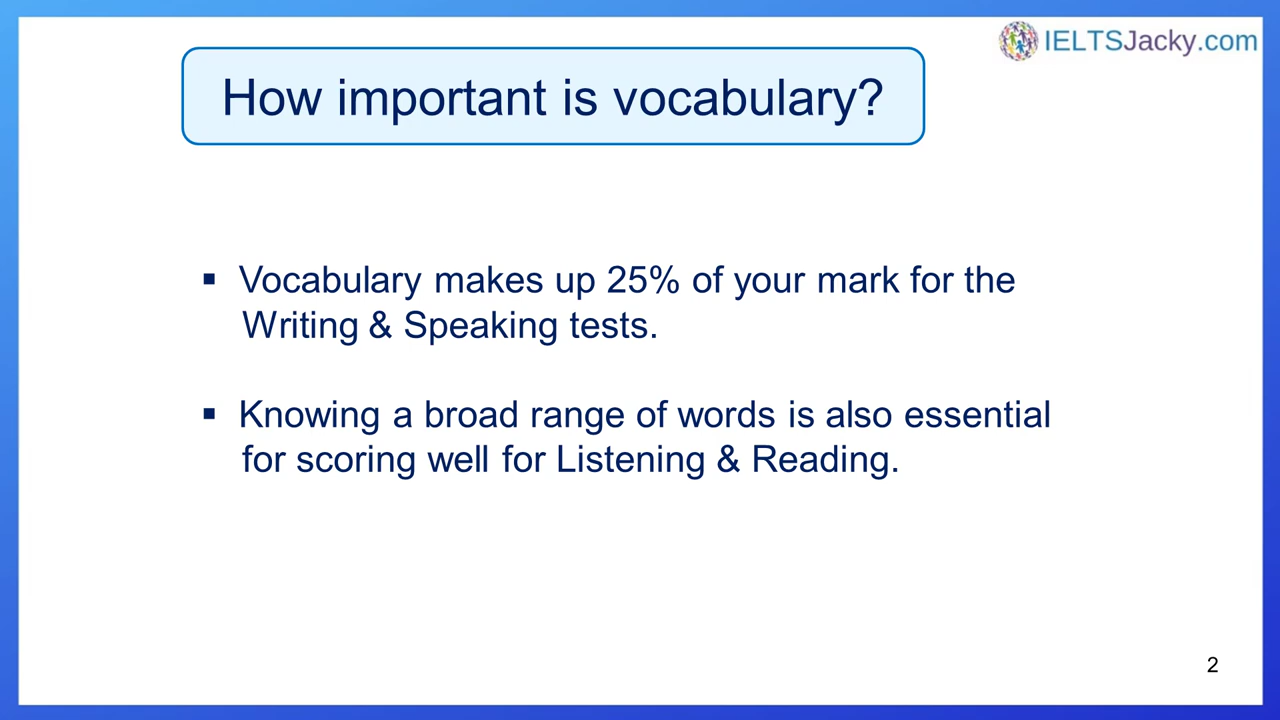 IELTSJacky.com
How important is vocabulary?
▪ Vocabulary makes up 25% of your mark for the
Writing & Speaking tests.
▪ Knowing a broad range of words is also essential
for scoring well for Listening & Reading.
2